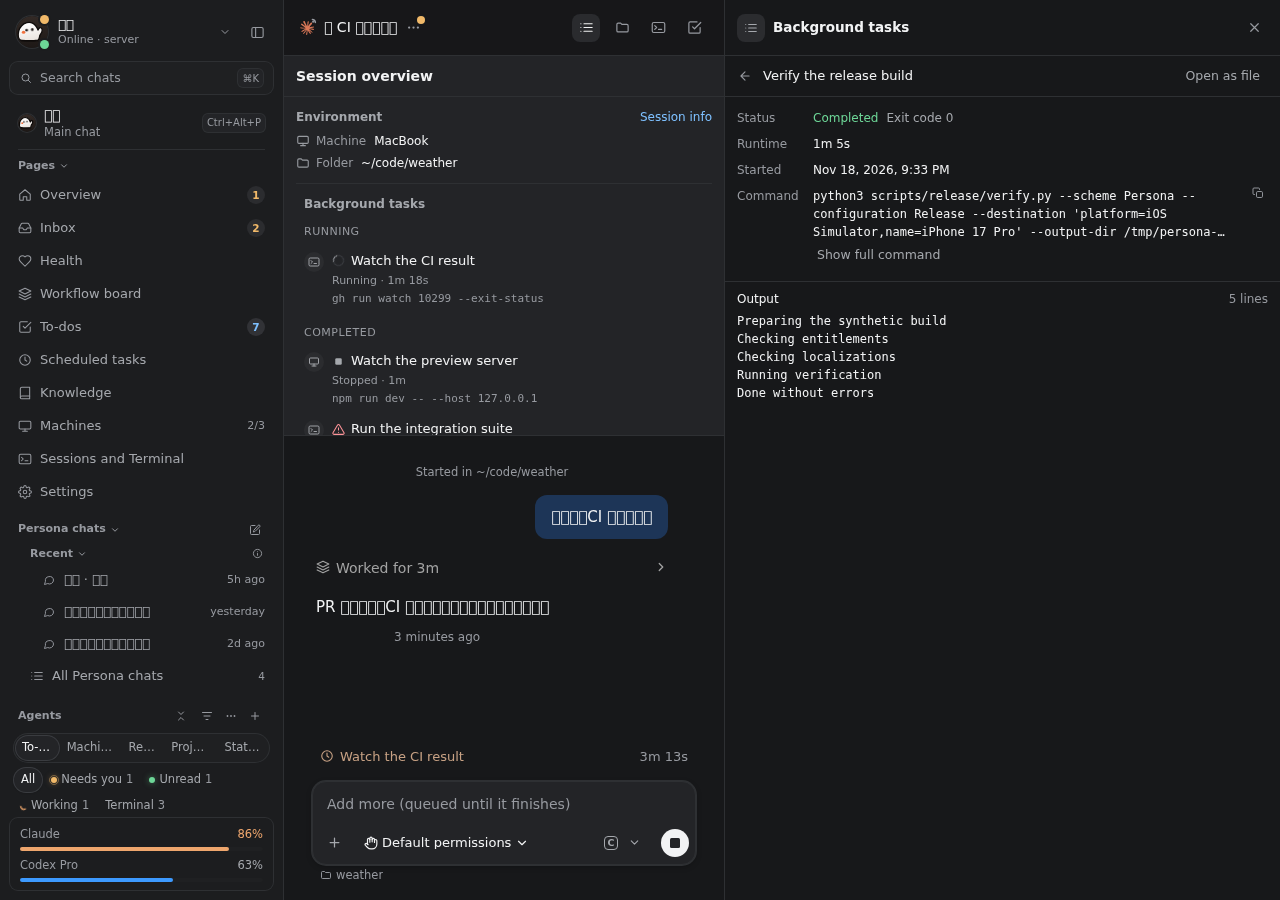 Online · server
Search chats
⌘K
Main chat
Ctrl+Alt+P
Pages
Overview
1
Inbox
2
Health
Workflow board
To-dos
7
Scheduled tasks
Knowledge
Machines
2/3
Sessions and Terminal
Settings
Persona chats
Recent
5h ago
yesterday
2d ago
All Persona chats
4
Agents
To-…
Machi…
Re…
Proj…
Stat…
All
Needs you 1
Unread 1
Working 1
Terminal 3
Claude
86%
Codex Pro
63%
CI
Session overview
Environment
Session info
Machine MacBook
Folder ~/code/weather
Background tasks
RUNNING
Watch the CI result
Running · 1m 18s
gh run watch 10299 --exit-status
COMPLETED
Watch the preview server
Stopped · 1m
npm run dev -- --host 127.0.0.1
Run the integration suite
Started in ~/code/weather
CI
Worked for 3m
PR CI
3 minutes ago
Watch the CI result
3m 13s
Add more (queued until it finishes)
Default permissions
C
weather
Background tasks
Verify the release build
Open as file
Status Completed Exit code 0
Runtime 1m 5s
Started Nov 18, 2026, 9:33 PM
Command python3 scripts/release/verify.py --scheme Persona --
configuration Release --destination 'platform=iOS
Simulator,name=iPhone 17 Pro' --output-dir /tmp/persona-…
Show full command
Output
5 lines
Preparing the synthetic build
Checking entitlements
Checking localizations
Running verification
Done without errors